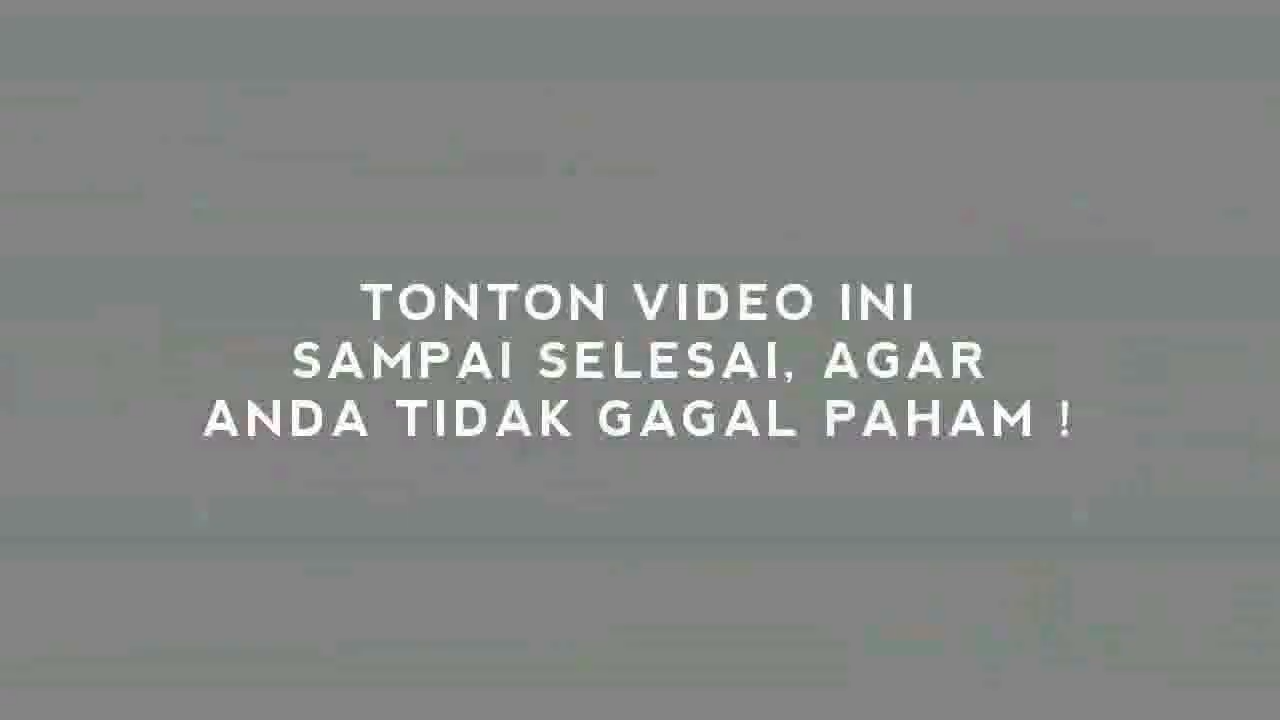 TONTON VIDEO INI
SAMPAI SELESAI, AGAR
ANDA TIDAK GAGAL PAHAM !